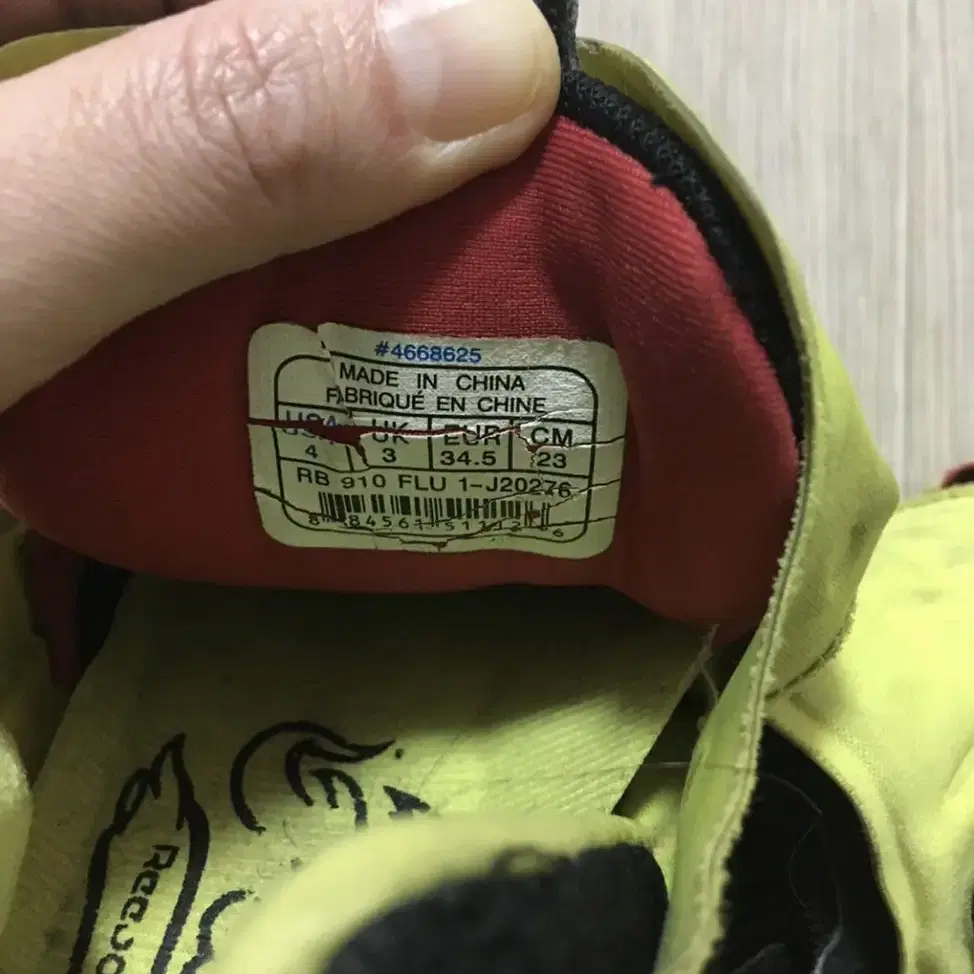 #4668625
MADE IN CHINA
FABRIQUÉ EN CHINE
USA UK EUR CM
4 3 34.5 23
RB 910 FLU 1-J20276